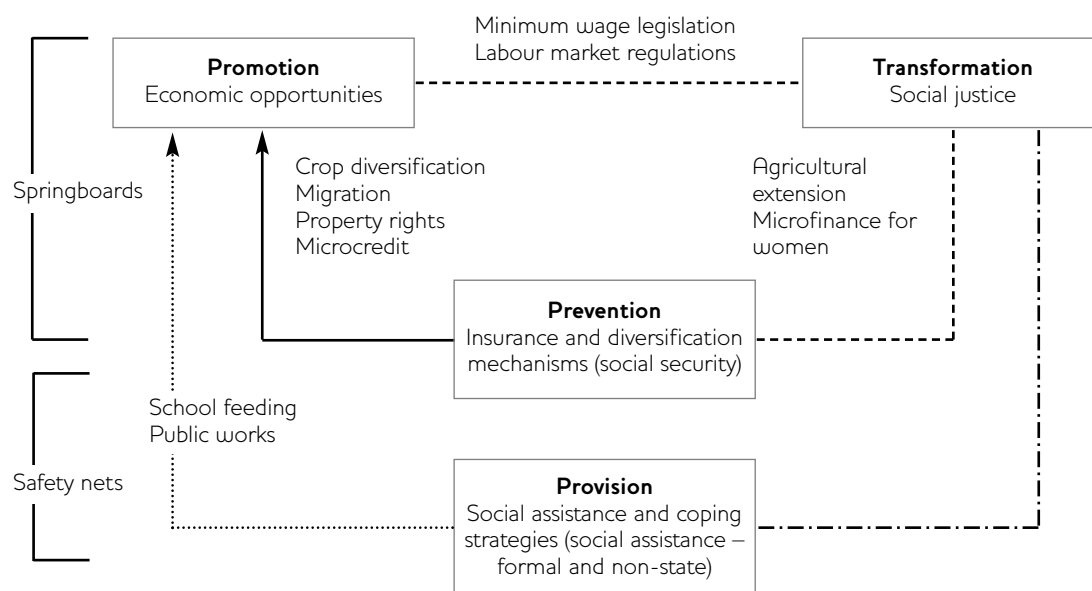 Minimum wage legislation
Labour market regulations
Promotion
Economic opportunities
Transformation
Social justice
Springboards
Crop diversification
Migration
Property rights
Microcredit
Agricultural
extension
Microfinance for
women
Prevention
Insurance and diversification
mechanisms (social security)
School feeding
Public works
Safety nets
Provision
Social assistance and coping
strategies (social assistance –
formal and non-state)